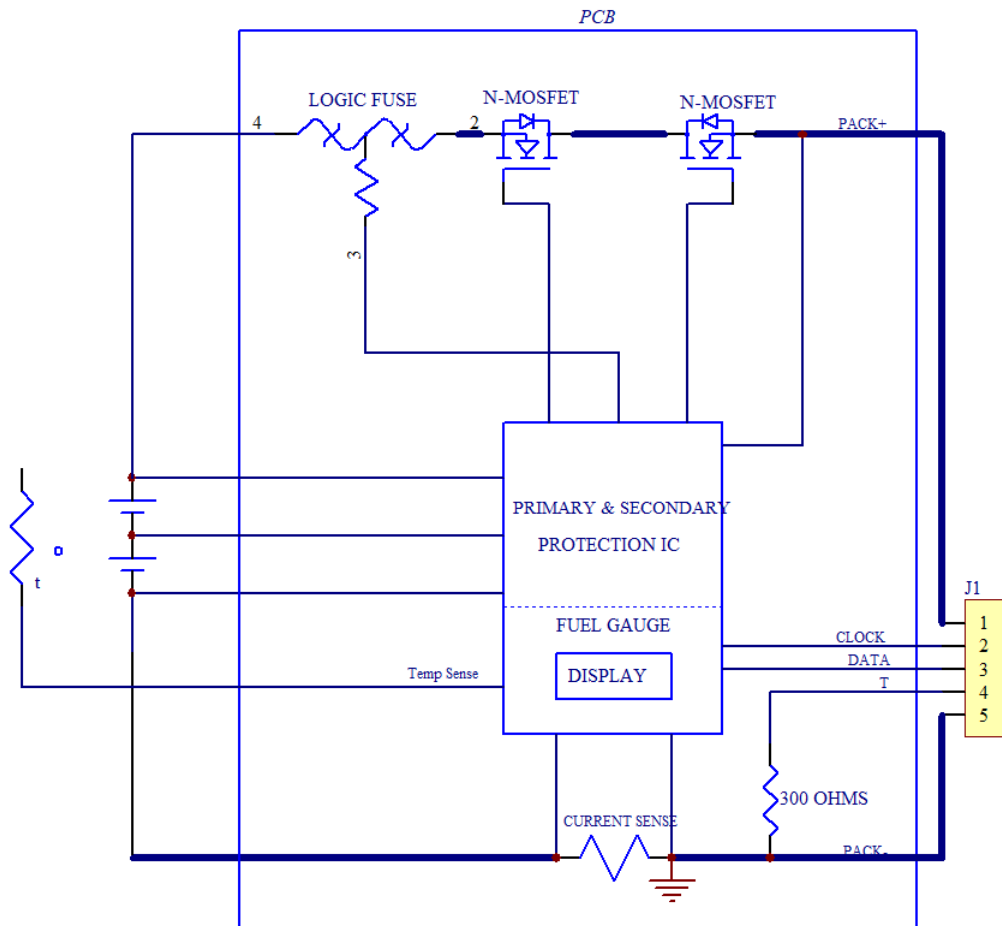 PCB
LOGIC FUSE
N-MOSFET
N-MOSFET
4
2
PACK+
3
PRIMARY & SECONDARY
PROTECTION IC
o
t
J1
FUEL GAUGE
1
CLOCK
2
DATA
3
Temp Sense
DISPLAY
T
4
5
300 OHMS
CURRENT SENSE
PACK-